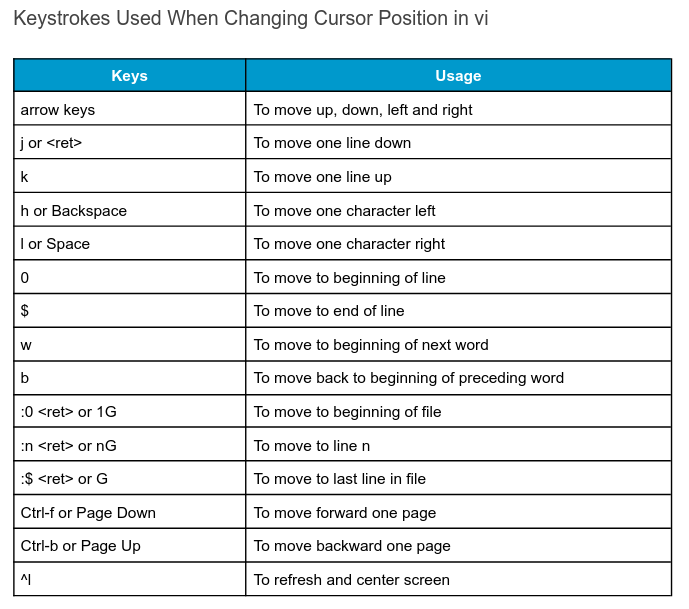 Keystrokes Used When Changing Cursor Position in vi
Keys Usage
arrow keys To move up, down, left and right
j or <ret> To move one line down
k To move one line up
h or Backspace To move one character left
l or Space To move one character right
0 To move to beginning of line
$ To move to end of line
w To move to beginning of next word
b To move back to beginning of preceding word
:0 <ret> or 1G To move to beginning of file
:n <ret> or nG To move to line n
:$ <ret> or G To move to last line in file
Ctrl-f or Page Down To move forward one page
Ctrl-b or Page Up To move backward one page
^l To refresh and center screen